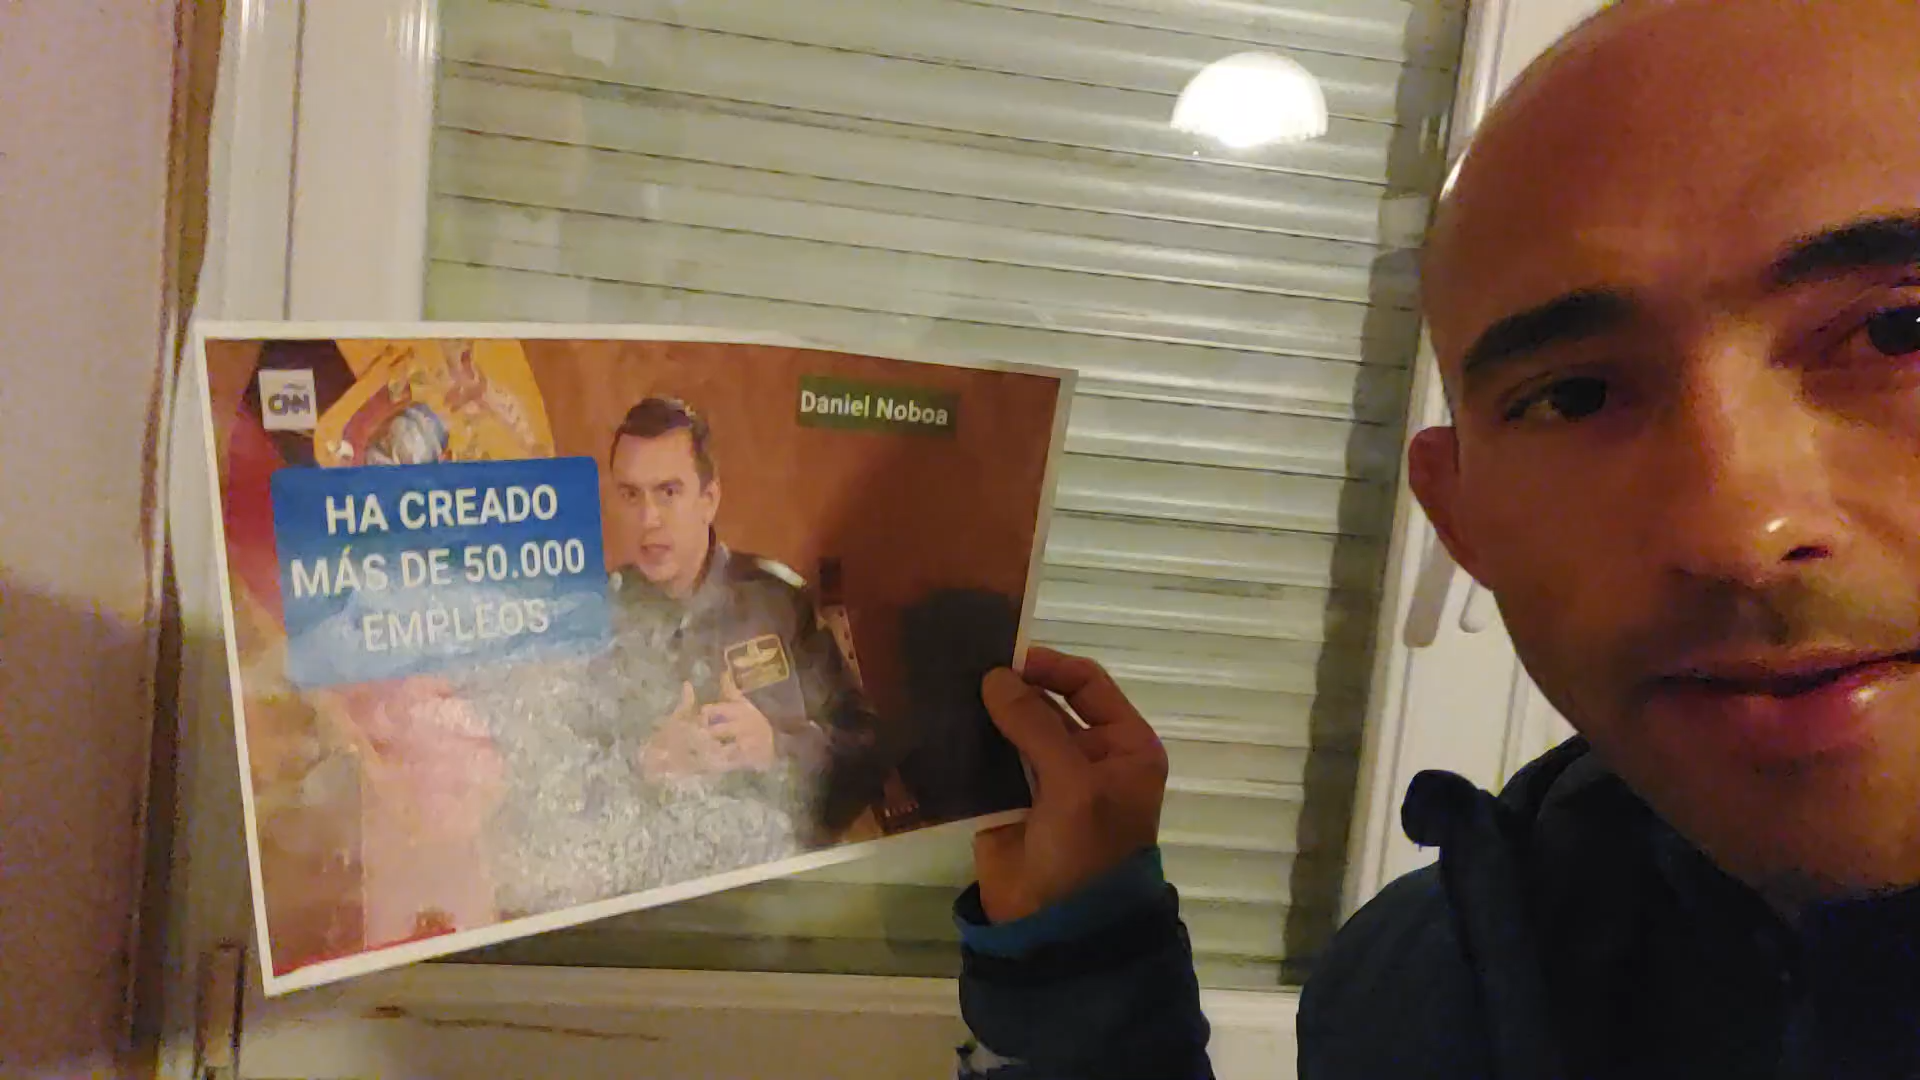 CNN
Daniel Noboa
HA CREADO
MÁS DE 50.000
EMPLEOS